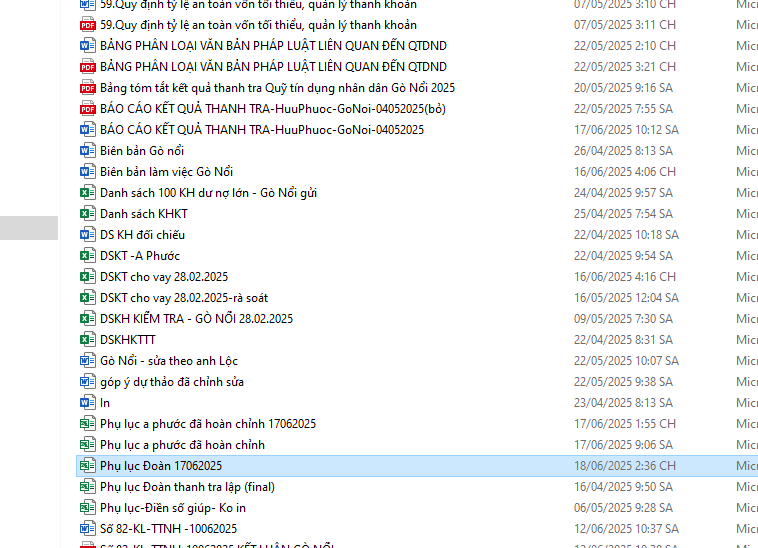 59.Quy định tỷ lệ an toàn vốn tối thiểu, quản lý thanh khoản 07/05/2025 3:10 CH Micr
59.Quy định tỷ lệ an toàn vốn tối thiểu, quản lý thanh khoản 07/05/2025 3:11 CH Micr
BẢNG PHÂN LOẠI VĂN BẢN PHÁP LUẬT LIÊN QUAN ĐẾN QTDND 22/05/2025 2:10 CH Micr
BẢNG PHÂN LOẠI VĂN BẢN PHÁP LUẬT LIÊN QUAN ĐẾN QTDND 22/05/2025 3:21 CH Micr
Bảng tóm tắt kết quả thanh tra Quỹ tín dụng nhân dân Gò Nổi 2025 20/05/2025 9:16 SA Micr
BÁO CÁO KẾT QUẢ THANH TRA-HuuPhuoc-GoNoi-04052025(bỏ) 22/05/2025 7:55 SA Micr
BÁO CÁO KẾT QUẢ THANH TRA-HuuPhuoc-GoNoi-04052025 17/06/2025 10:12 SA Micr
Biên bản Gò nổi 26/04/2025 8:13 SA Micr
Biên bản làm việc Gò Nổi 16/06/2025 4:06 CH Micr
Danh sách 100 KH dư nợ lớn - Gò Nổi gửi 24/04/2025 9:57 SA Micr
Danh sách KHKT 25/04/2025 7:54 SA Micr
DS KH đối chiếu 22/04/2025 10:18 SA Micr
DSKT -A Phước 22/04/2025 9:54 SA Micr
DSKT cho vay 28.02.2025 16/06/2025 4:16 CH Micr
DSKT cho vay 28.02.2025-rà soát 16/05/2025 12:04 SA Micr
DSKH KIỂM TRA - GÒ NỔI 28.02.2025 09/05/2025 7:30 SA Micr
DSKHKTTT 22/04/2025 8:31 SA Micr
Gò Nổi - sửa theo anh Lộc 22/05/2025 10:07 SA Micr
góp ý dự thảo đã chỉnh sửa 22/05/2025 9:38 SA Micr
In 23/04/2025 8:13 SA Micr
Phụ lục a phước đã hoàn chỉnh 17062025 17/06/2025 1:55 CH Micr
Phụ lục a phước đã hoàn chỉnh 17/06/2025 9:06 SA Micr
Phụ lục Đoàn 17062025 18/06/2025 2:36 CH Micr
Phụ lục Đoàn thanh tra lập (final) 16/04/2025 9:50 SA Micr
Phụ lục-Điền số giúp- Ko in 06/05/2025 9:28 SA Micr
Số 82-KL-TTNH -10062025 12/06/2025 10:37 SA Micr